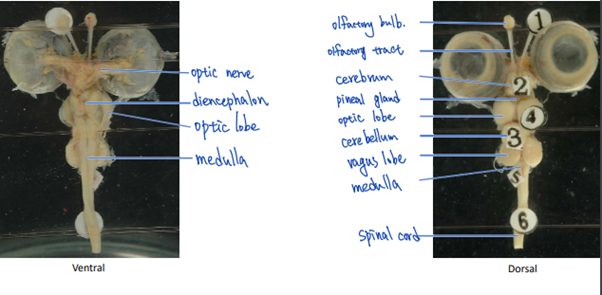 optic nerve
diencephalon
optic lobe
medulla
Ventral
olfactory bulb.
olfactory tract
cerebrum
pineal gland
optic lobe
cerebellum
vagus lobe
medulla
spinal cord
1
2
4
3
5
6
Dorsal